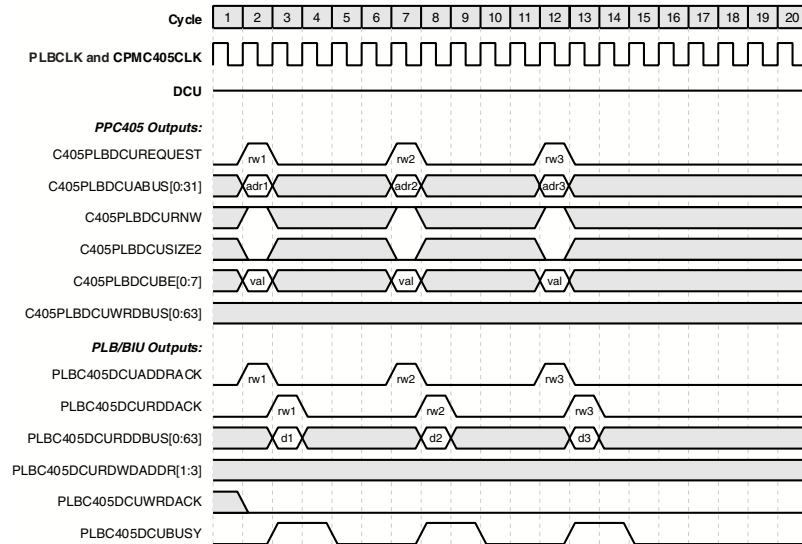 Cycle 1 2 3 4 5 6 7 8 9 10 11 12 13 14 15 16 17 18 19 20
PLBCLK and CPMC405CLK
DCU
PPC405 Outputs:
C405PLBDCUREQUEST rw1 rw2 rw3
C405PLBDCUABUS[0:31] adr1 adr2 adr3
C405PLBDCURNW
C405PLBDCUSIZE2
C405PLBDCUBE[0:7] val val val
C405PLBDCUWRDBUS[0:63]
PLB/BIU Outputs:
PLBC405DCUADDRACK rw1 rw2 rw3
PLBC405DCURDDACK rw1 rw2 rw3
PLBC405DCURDDBUS[0:63] d1 d2 d3
PLBC405DCURDWDADDR[1:3]
PLBC405DCUWRDACK
PLBC405DCUBUSY